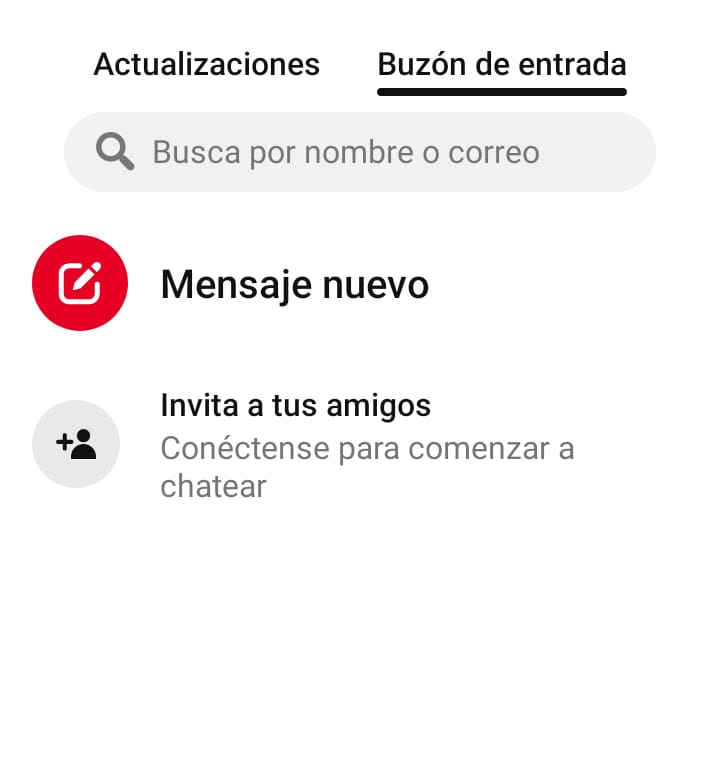 Actualizaciones Buzón de entrada
Busca por nombre o correo
Mensaje nuevo
Invita a tus amigos
Conéctense para comenzar a
chatear